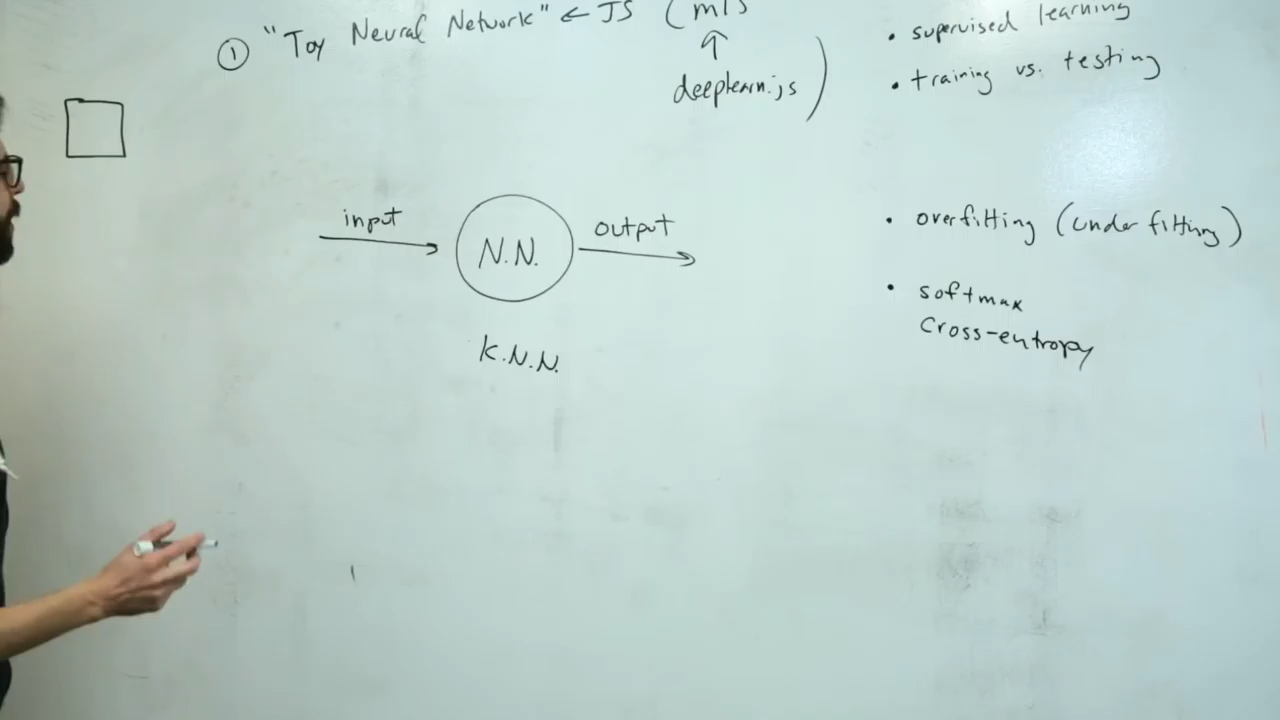 ① "Toy Neural Network" ← JS (ml5
deeplearn.js )
• supervised learning
• training vs. testing
input
N.N.
output
K.N.N.
• overfitting (underfitting)
• softmax
cross-entropy